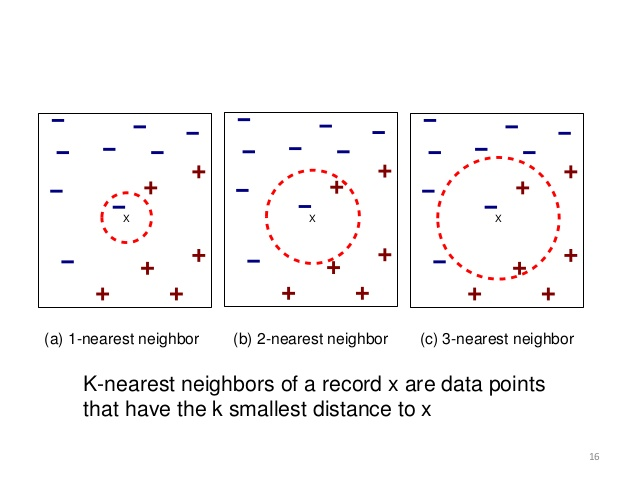 X
X
X
(a) 1-nearest neighbor
(b) 2-nearest neighbor
(c) 3-nearest neighbor
K-nearest neighbors of a record x are data points
that have the k smallest distance to x
16